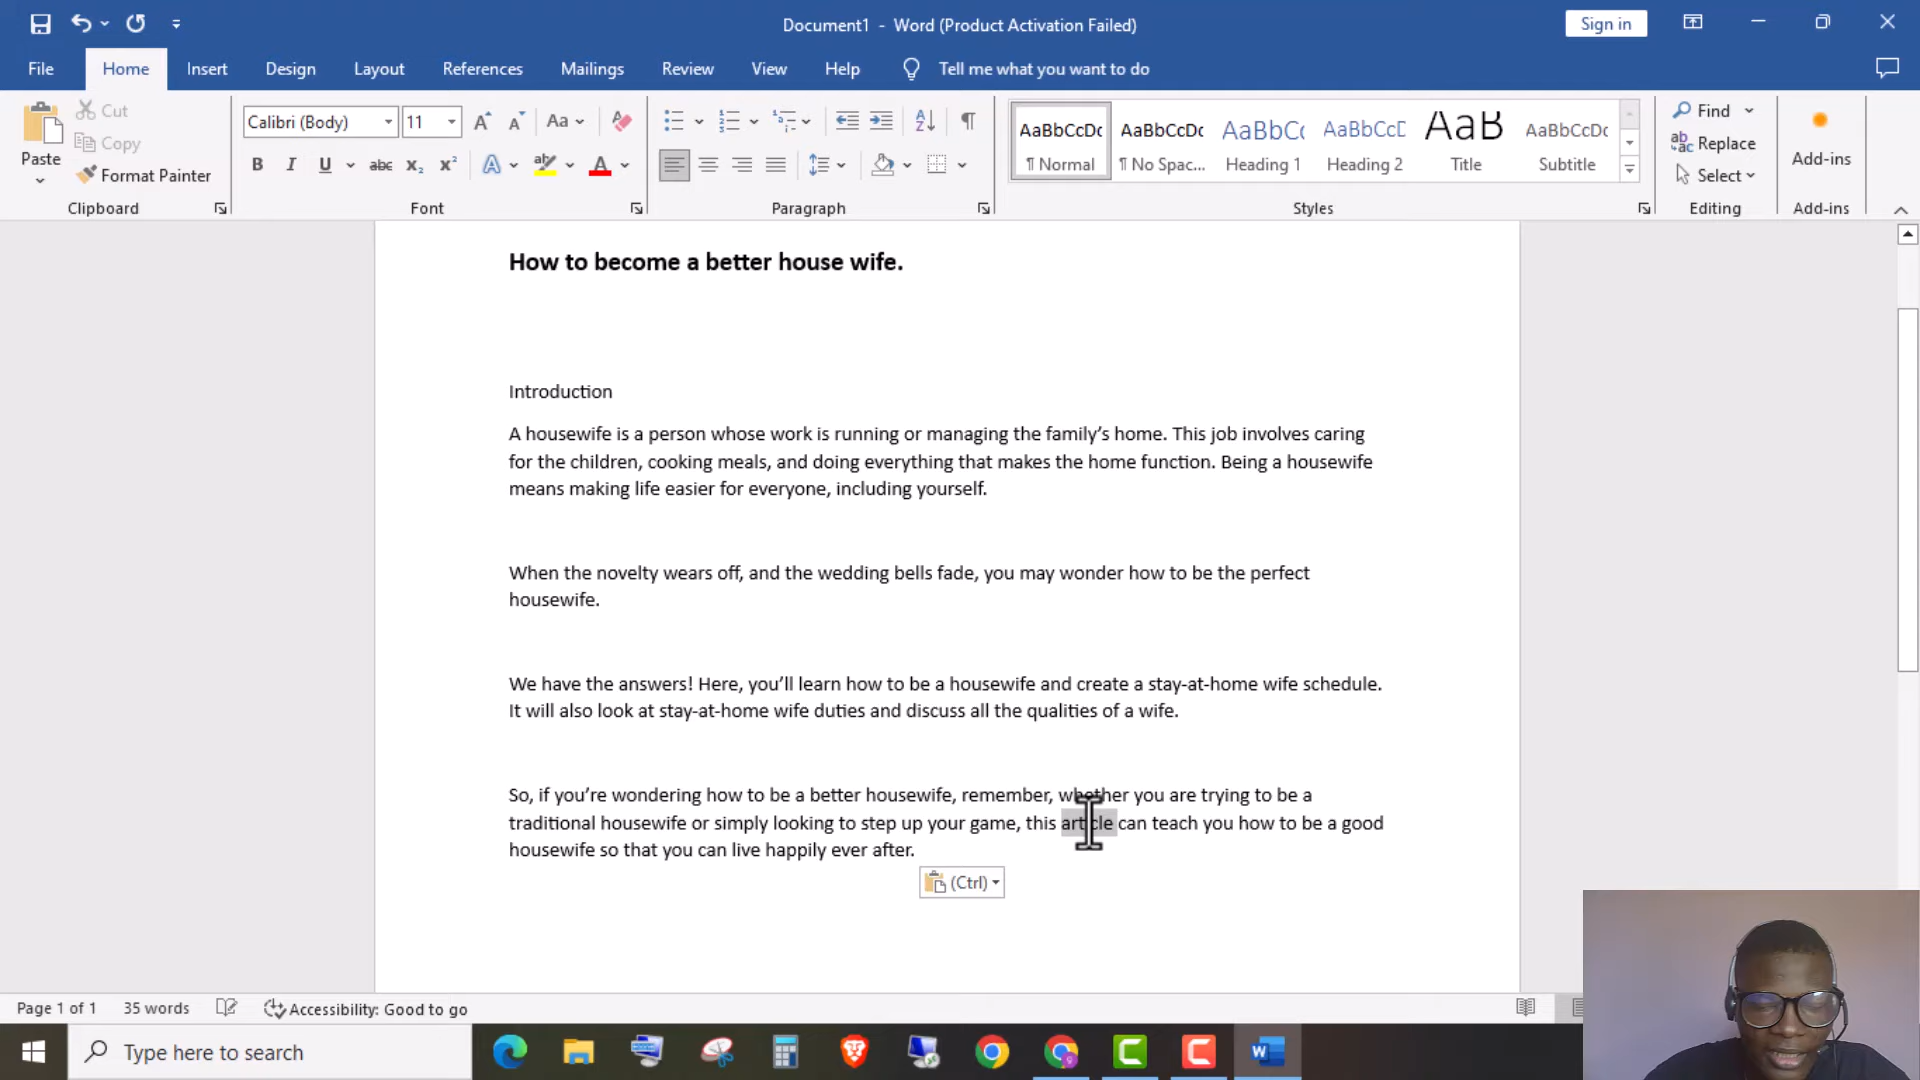 Document1 - Word (Product Activation Failed)
Sign in
File Home Insert Design Layout References Mailings Review View Help Tell me what you want to do
Paste
Cut
Copy
Format Painter
Clipboard
Calibri (Body) 11
Aa
B I U abc x₂ x² A A
Font
Paragraph
AaBbCcDc ¶ Normal
AaBbCcDc ¶ No Spac...
AaBbC( Heading 1
AaBbCcE Heading 2
AaB Title
AaBbCcDc Subtitle
Styles
Find
Replace
Select
Editing
Add-ins
Add-ins
How to become a better house wife.
Introduction
A housewife is a person whose work is running or managing the family’s home. This job involves caring
for the children, cooking meals, and doing everything that makes the home function. Being a housewife
means making life easier for everyone, including yourself.
When the novelty wears off, and the wedding bells fade, you may wonder how to be the perfect
housewife.
We have the answers! Here, you’ll learn how to be a housewife and create a stay-at-home wife schedule.
It will also look at stay-at-home wife duties and discuss all the qualities of a wife.
So, if you’re wondering how to be a better housewife, remember, whether you are trying to be a
traditional housewife or simply looking to step up your game, this article can teach you how to be a good
housewife so that you can live happily ever after.
(Ctrl)
Page 1 of 1 35 words Accessibility: Good to go
Type here to search